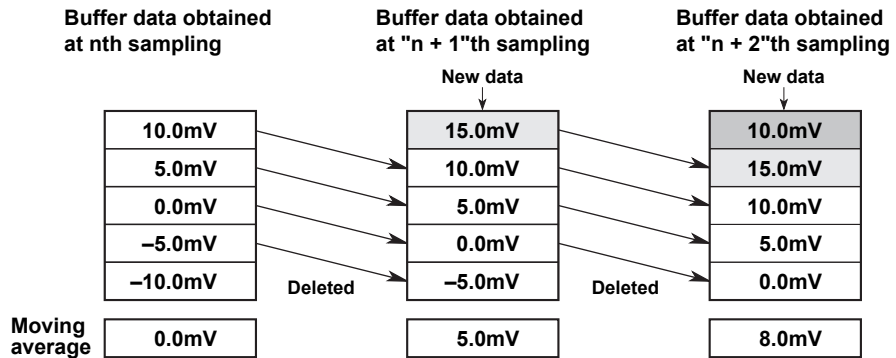 Buffer data obtained
at nth sampling
Buffer data obtained
at "n + 1"th sampling
Buffer data obtained
at "n + 2"th sampling
New data
New data
10.0mV
5.0mV
0.0mV
–5.0mV
–10.0mV
15.0mV
10.0mV
5.0mV
0.0mV
–5.0mV
10.0mV
15.0mV
10.0mV
5.0mV
0.0mV
Deleted
Deleted
Moving
average
0.0mV
5.0mV
8.0mV